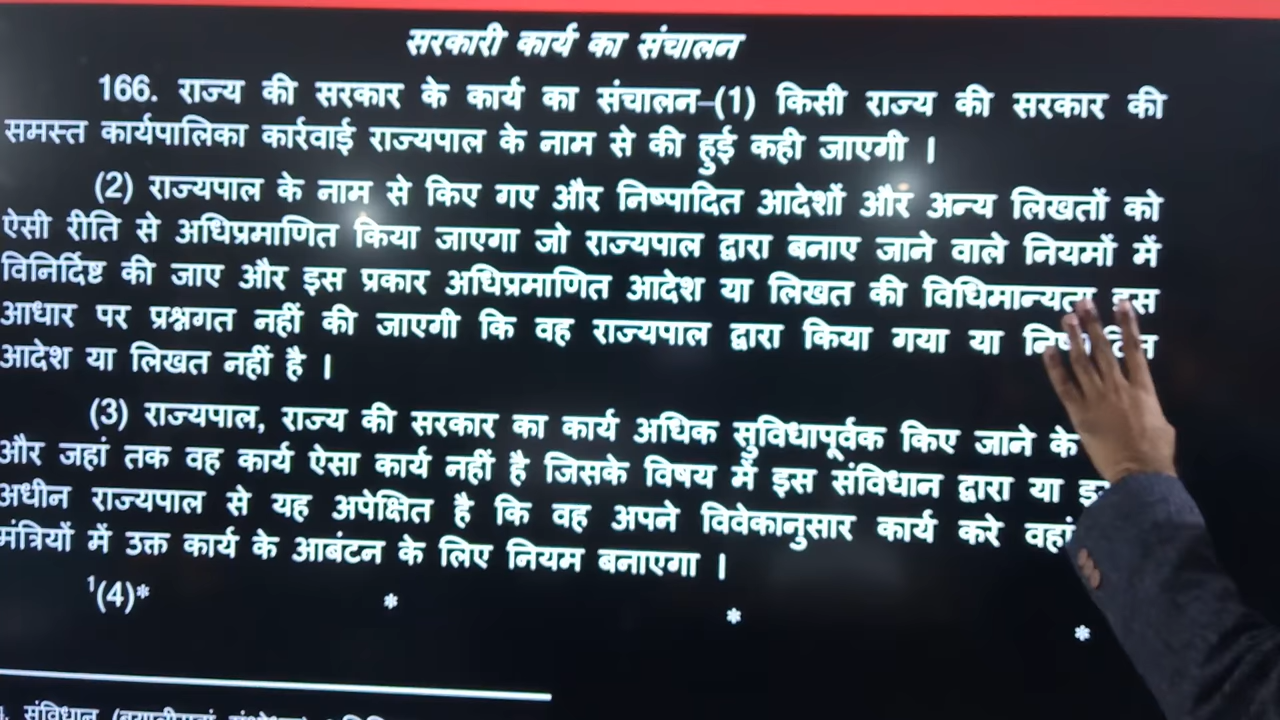 सरकारी कार्य का संचालन
166. राज्य की सरकार के कार्य का संचालन–(1) किसी राज्य की सरकार की
समस्त कार्यपालिका कार्रवाई राज्यपाल के नाम से की हुई कही जाएगी ।
(2) राज्यपाल के नाम से किए गए और निष्पादित आदेशों और अन्य लिखतों को
ऐसी रीति से अधिप्रमाणित किया जाएगा जो राज्यपाल द्वारा बनाए जाने वाले नियमों में
विनिर्दिष्ट की जाए और इस प्रकार अधिप्रमाणित आदेश या लिखत की विधिमान्यता इस
आधार पर प्रश्नगत नहीं की जाएगी कि वह राज्यपाल द्वारा किया गया या
आदेश या लिखत नहीं है ।
(3) राज्यपाल, राज्य की सरकार का कार्य अधिक सुविधापूर्वक किए जाने के
और जहां तक वह कार्य ऐसा कार्य नहीं है जिसके विषय में इस संविधान द्वारा या
अधीन राज्यपाल से यह अपेक्षित है कि वह अपने विवेकानुसार कार्य करे वहां
मंत्रियों में उक्त कार्य के आबंटन के लिए नियम बनाएगा ।
¹(4)* * * *
संविधान